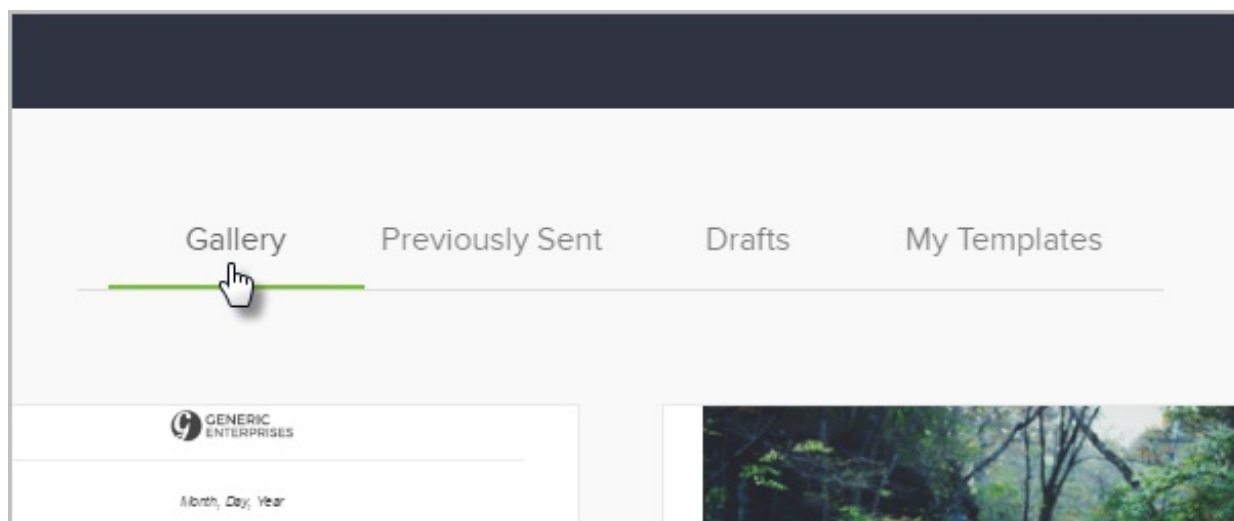 Gallery Previously Sent Drafts My Templates
GENERIC
ENTERPRISES
Month, Day, Year